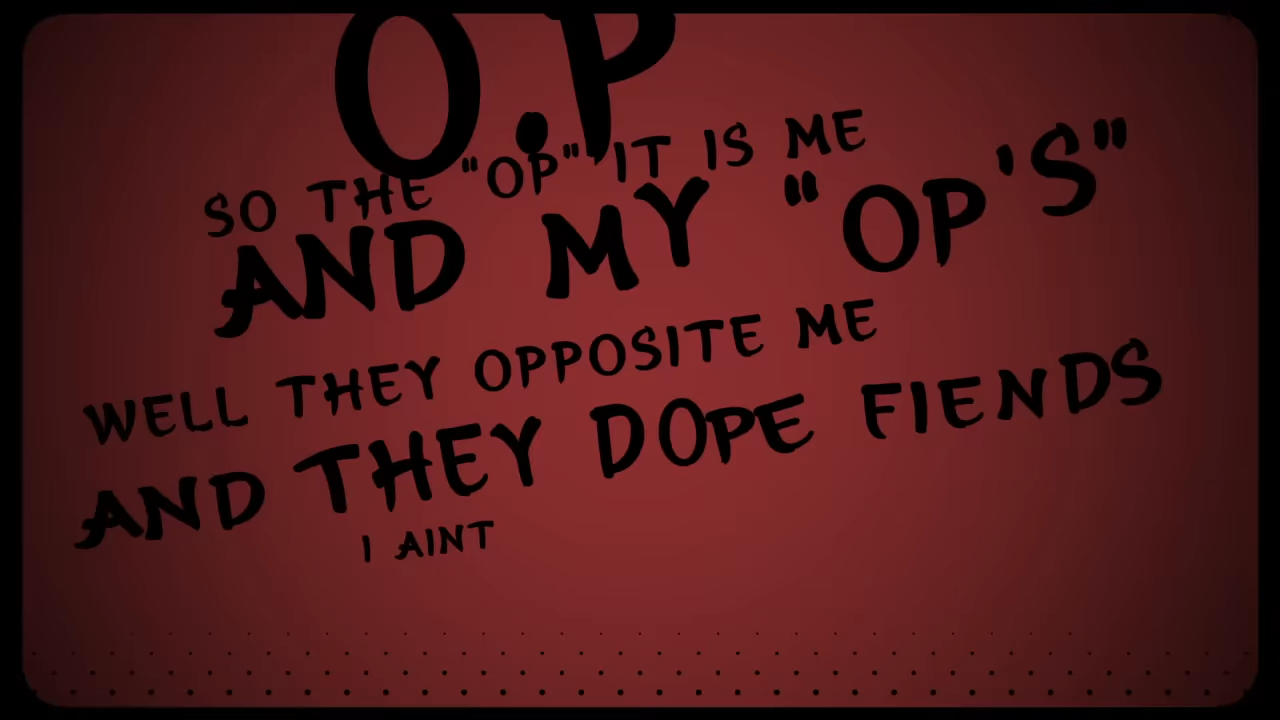 O.P
SO THE "OP" IT IS ME
AND MY "OP'S"
WELL THEY OPPOSITE ME
AND THEY DOPE FIENDS
I AINT